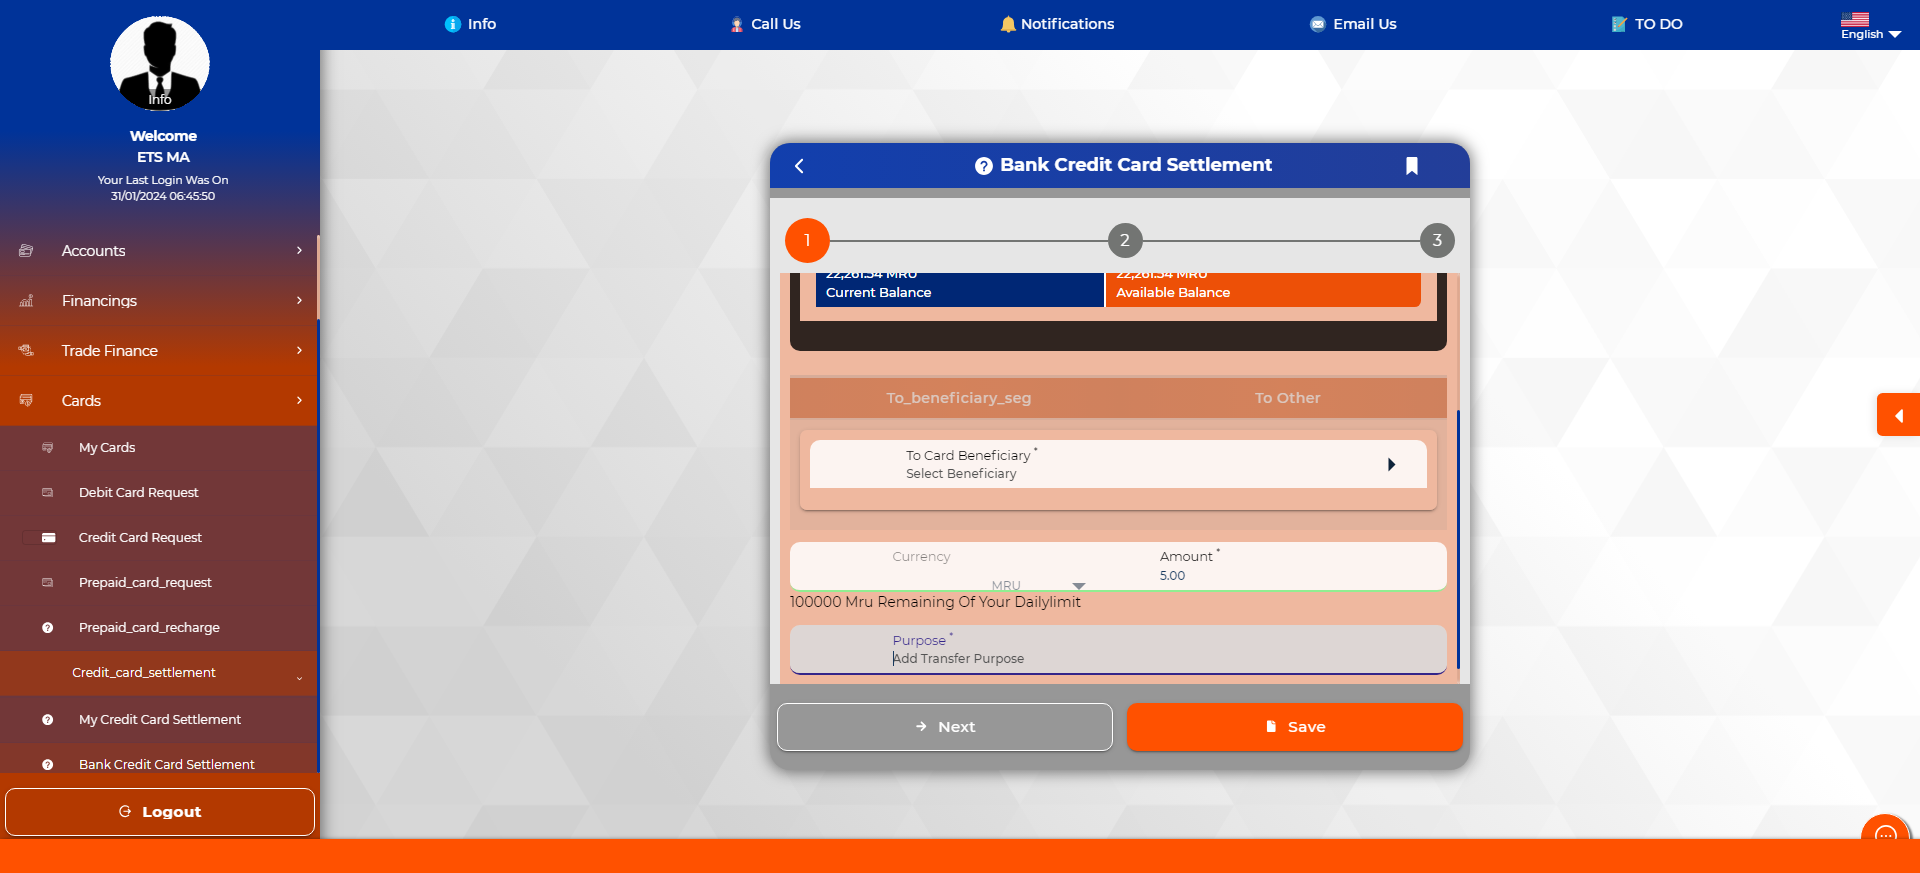 Info
Call Us
Notifications
Email Us
TO DO
English
Info
Welcome
ETS MA
Your Last Login Was On
31/01/2024 06:45:50
Accounts
Financings
Trade Finance
Cards
My Cards
Debit Card Request
Credit Card Request
Prepaid_card_request
Prepaid_card_recharge
Credit_card_settlement
My Credit Card Settlement
Bank Credit Card Settlement
Logout
Bank Credit Card Settlement
1
2
3
22,261.54 MRU
Current Balance
22,261.54 MRU
Available Balance
To_beneficiary_seg
To Other
To Card Beneficiary *
Select Beneficiary
Currency
MRU
Amount *
5.00
100000 Mru Remaining Of Your Dailylimit
Purpose *
Add Transfer Purpose
Next
Save